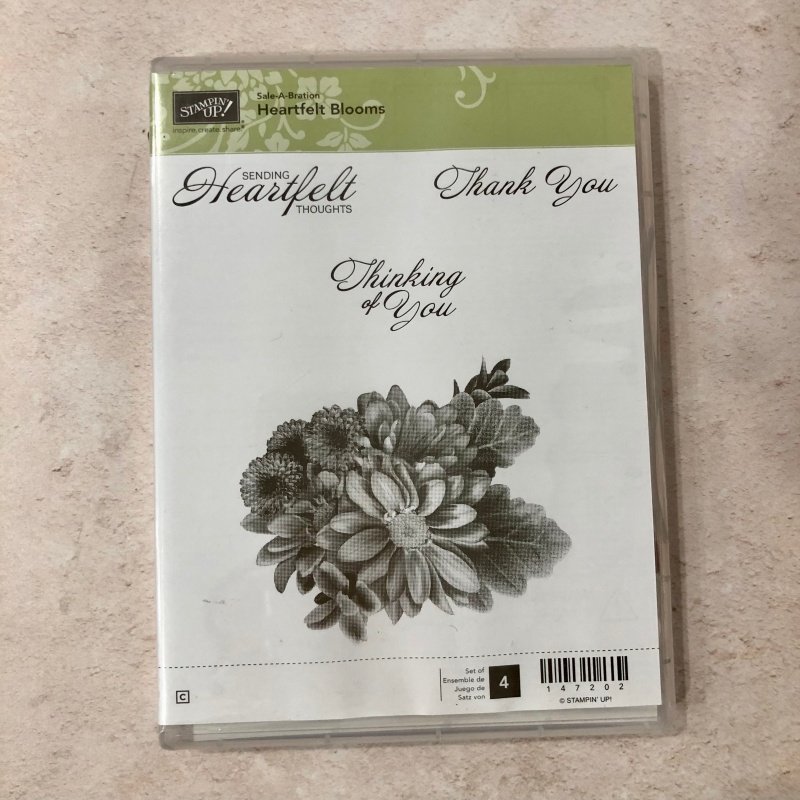 STAMPIN' UP!
inspire.create.share.®
Sale-A-Bration
Heartfelt Blooms
SENDING
Heartfelt
THOUGHTS
Thank You
Thinking
of You
C
Set of
Ensemble de
Juego de
Satz von
4
147202
© STAMPIN' UP!